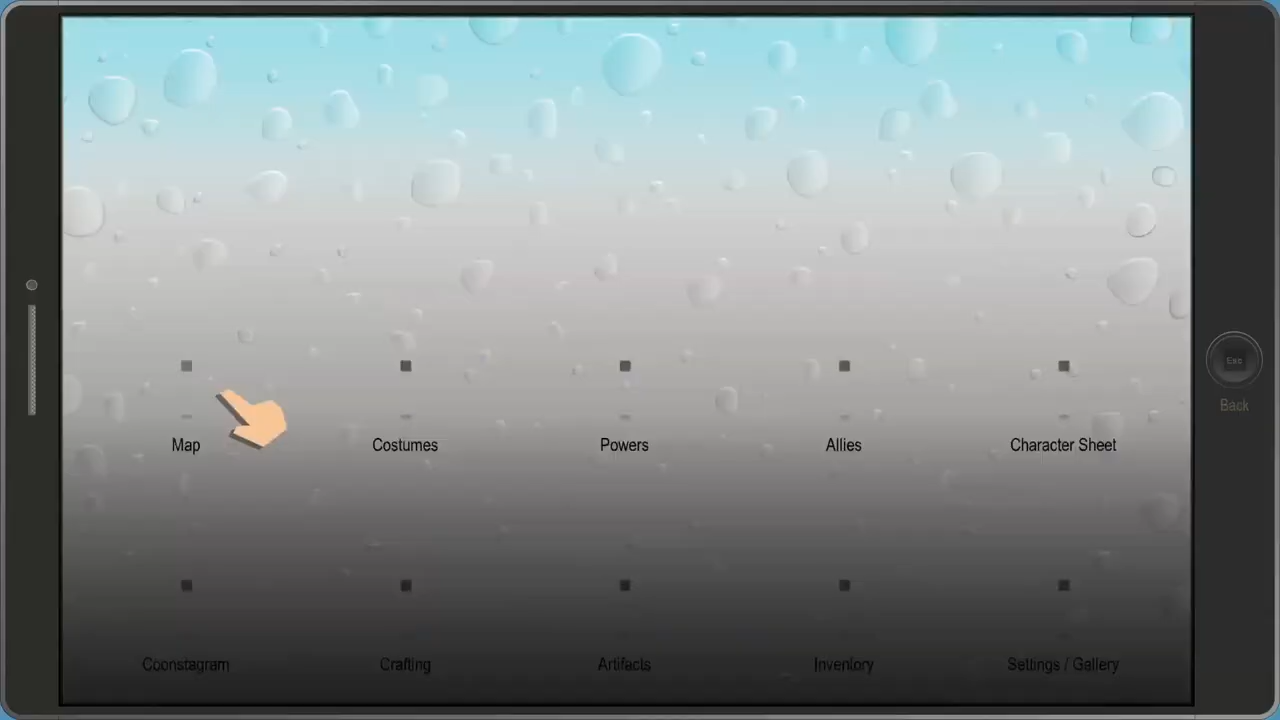 Map
Costumes
Powers
Allies
Character Sheet
Esc
Back
Coonstagram
Crafting
Artifacts
Inventory
Settings / Gallery